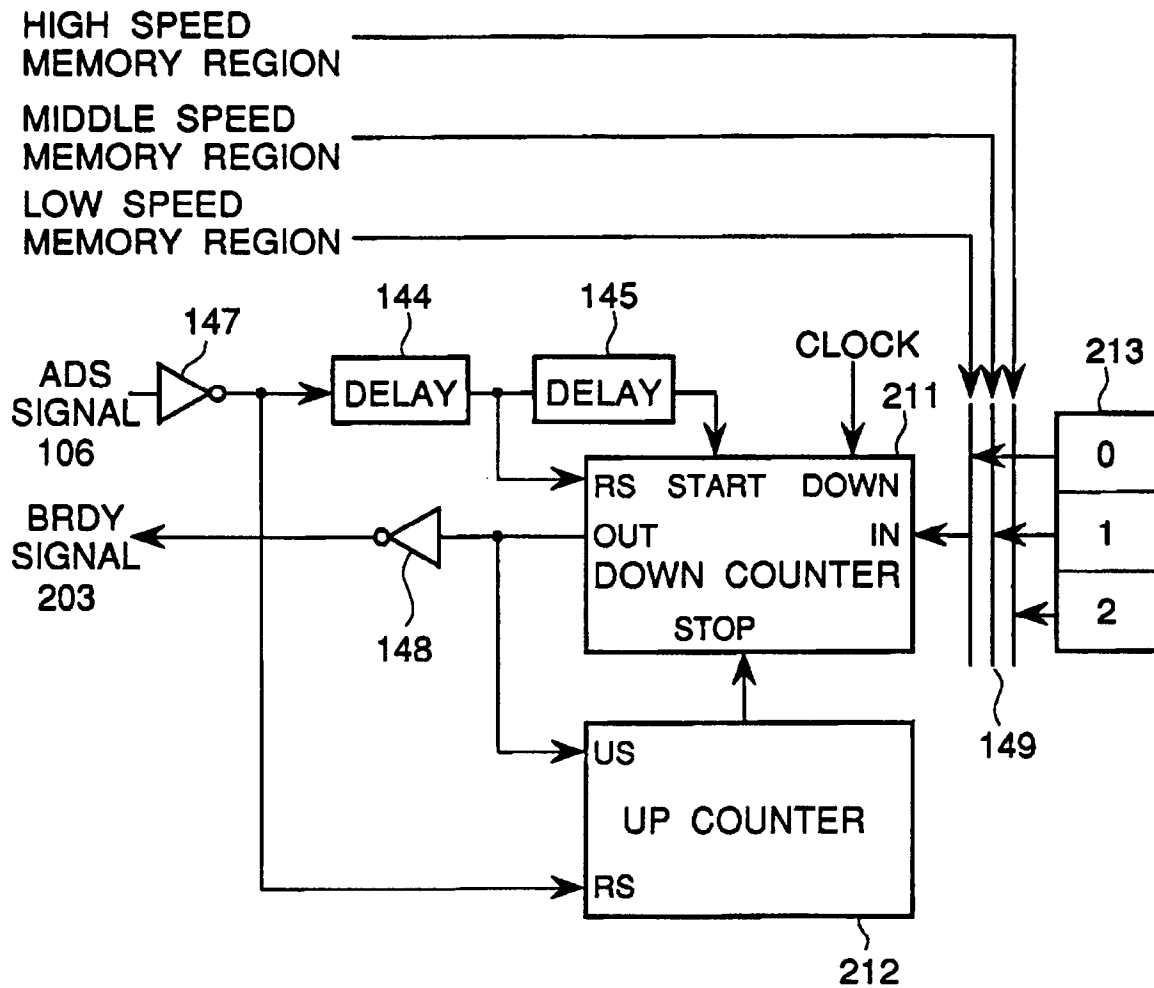 HIGH SPEED
MEMORY REGION
MIDDLE SPEED
MEMORY REGION
LOW SPEED
MEMORY REGION
147
144
145
CLOCK
213
ADS
SIGNAL
106
DELAY
DELAY
211
0
RS START DOWN
BRDY
SIGNAL
203
OUT IN
1
DOWN COUNTER
148
STOP
2
149
US
UP COUNTER
RS
212